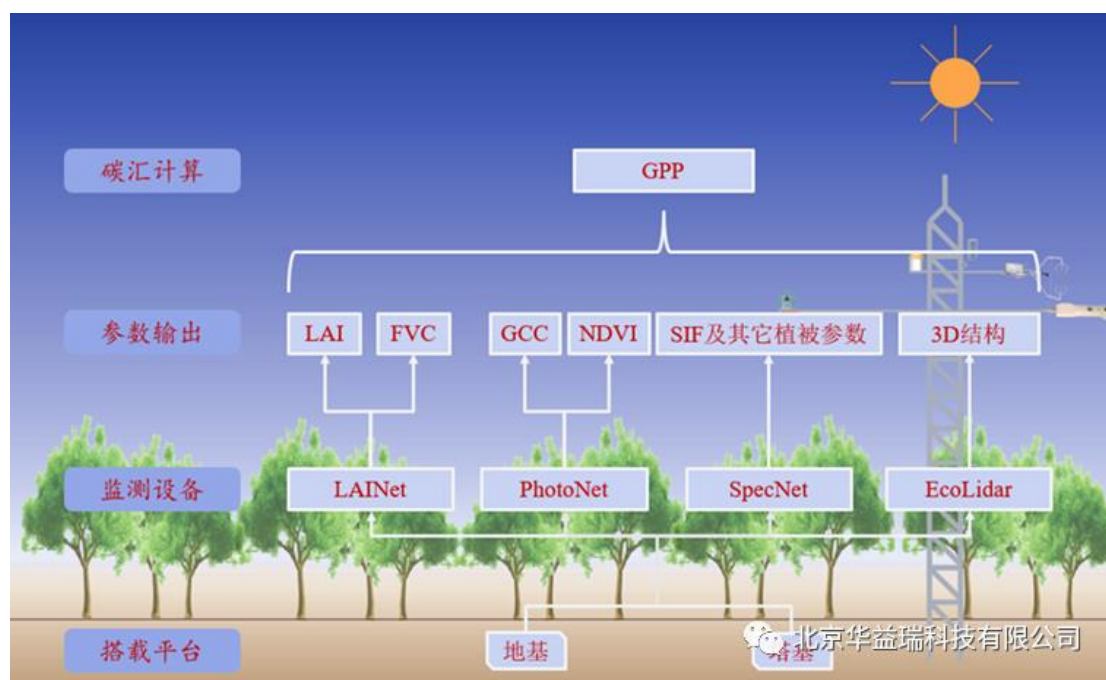 碳汇计算
GPP
参数输出
LAI
FVC
GCC
NDVI
SIF及其它植被参数
3D结构
监测设备
LAINet
PhotoNet
SpecNet
EcoLidar
搭载平台
地基
塔基
北京华益瑞科技有限公司